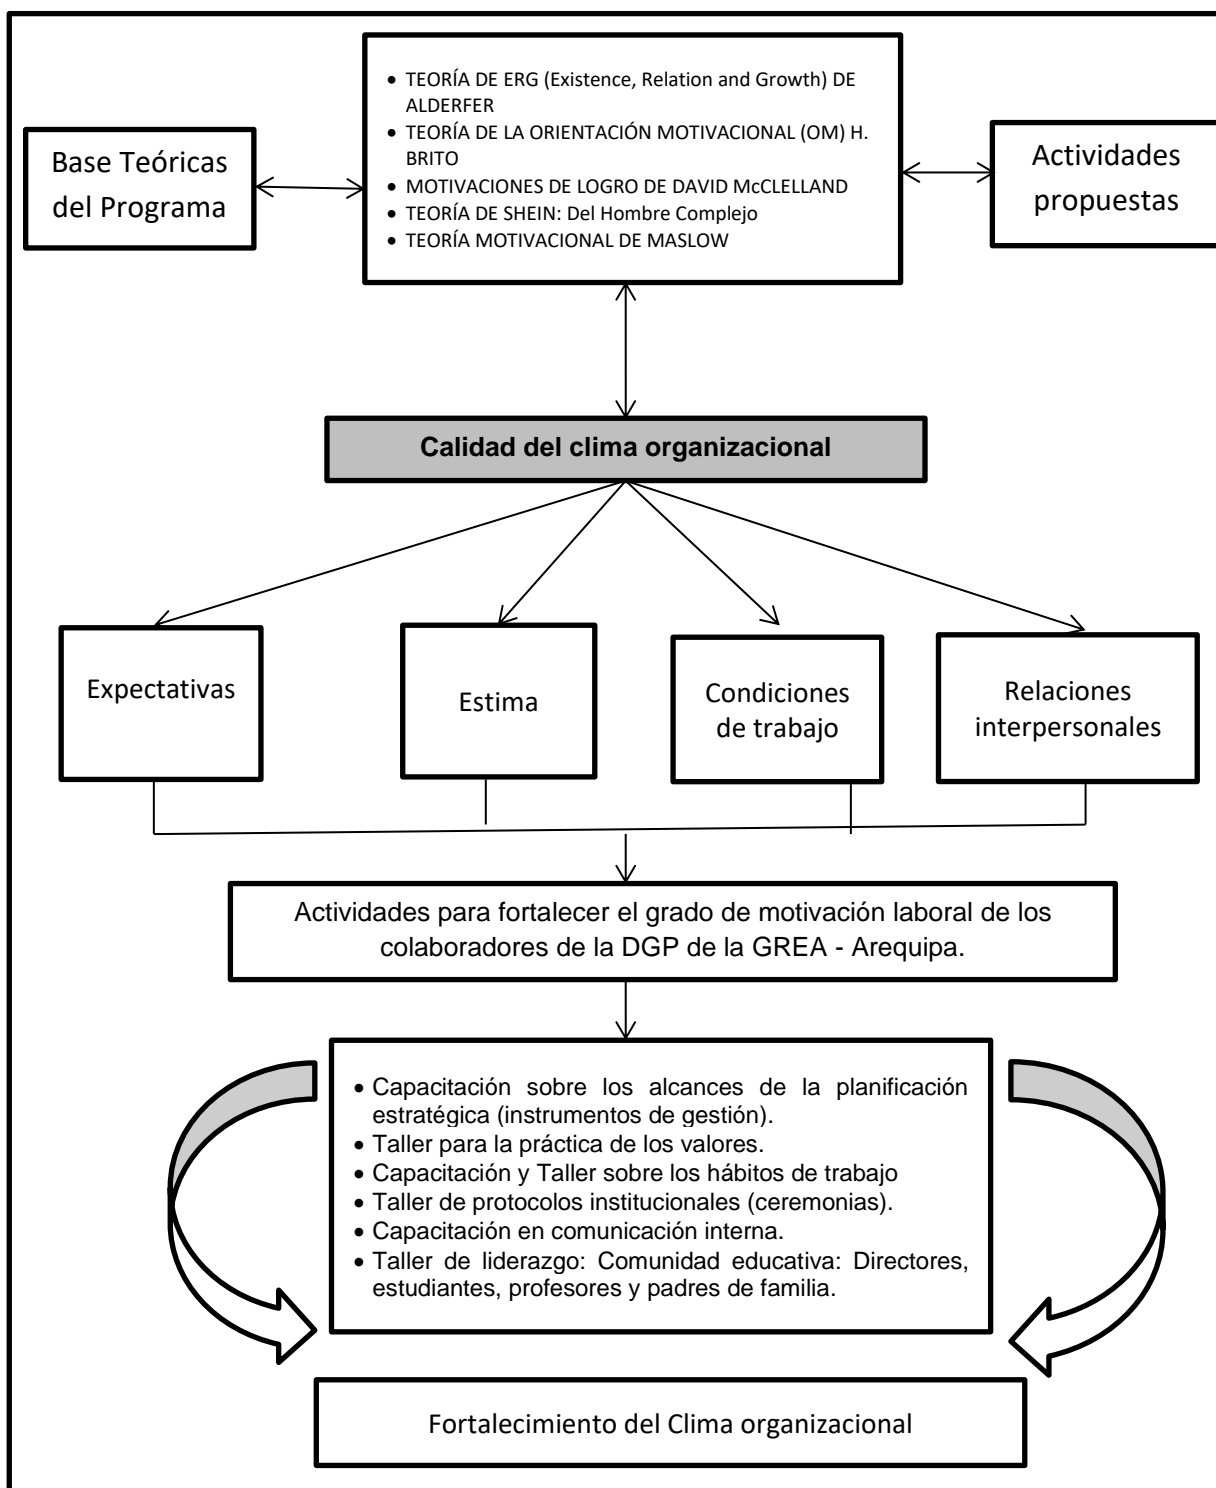 • TEORÍA DE ERG (Existence, Relation and Growth) DE
ALDERFER
• TEORÍA DE LA ORIENTACIÓN MOTIVACIONAL (OM) H.
BRITO
• MOTIVACIONES DE LOGRO DE DAVID McCLELLAND
• TEORÍA DE SHEIN: Del Hombre Complejo
• TEORÍA MOTIVACIONAL DE MASLOW
Base Teóricas
del Programa
Actividades
propuestas
Calidad del clima organizacional
Expectativas
Estima
Condiciones
de trabajo
Relaciones
interpersonales
Actividades para fortalecer el grado de motivación laboral de los
colaboradores de la DGP de la GREA - Arequipa.
• Capacitación sobre los alcances de la planificación
estratégica (instrumentos de gestión).
• Taller para la práctica de los valores.
• Capacitación y Taller sobre los hábitos de trabajo
• Taller de protocolos institucionales (ceremonias).
• Capacitación en comunicación interna.
• Taller de liderazgo: Comunidad educativa: Directores,
estudiantes, profesores y padres de familia.
Fortalecimiento del Clima organizacional